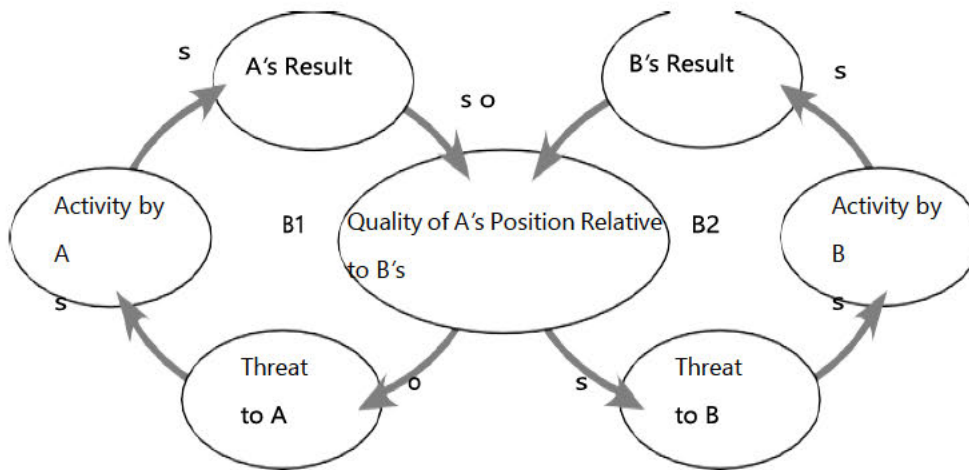 s
A's Result
B's Result
s
s o
Activity by
A
B1
Quality of A's Position Relative
to B's
B2
Activity by
B
s
s
Threat
to A
o
s
Threat
to B